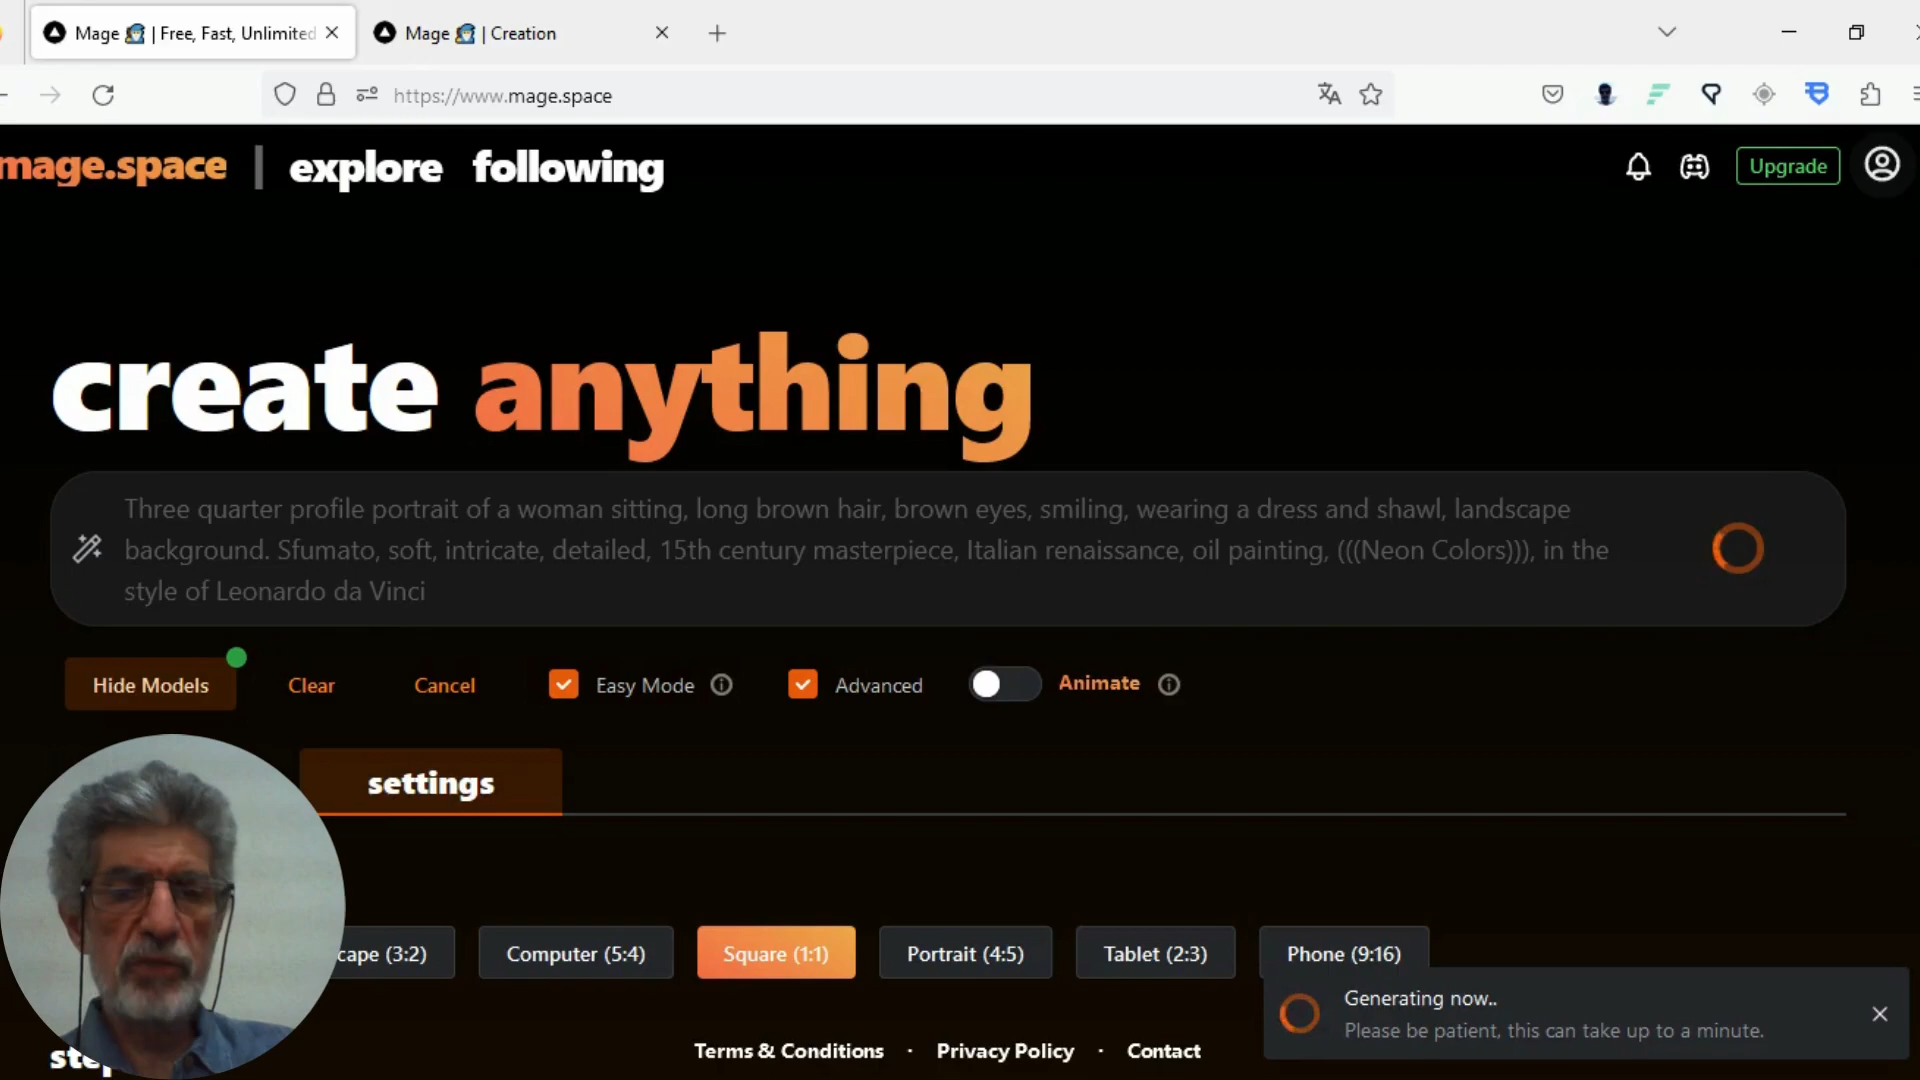 Mage | Free, Fast, Unlimited
Mage | Creation
https://www.mage.space
mage.space | explore following
Upgrade
create anything
Three quarter profile portrait of a woman sitting, long brown hair, brown eyes, smiling, wearing a dress and shawl, landscape
background. Sfumato, soft, intricate, detailed, 15th century masterpiece, Italian renaissance, oil painting, (((Neon Colors))), in the
style of Leonardo da Vinci
Hide Models Clear Cancel Easy Mode Advanced Animate
settings
cape (3:2) Computer (5:4) Square (1:1) Portrait (4:5) Tablet (2:3) Phone (9:16)
Generating now..
Please be patient, this can take up to a minute.
Terms & Conditions · Privacy Policy · Contact